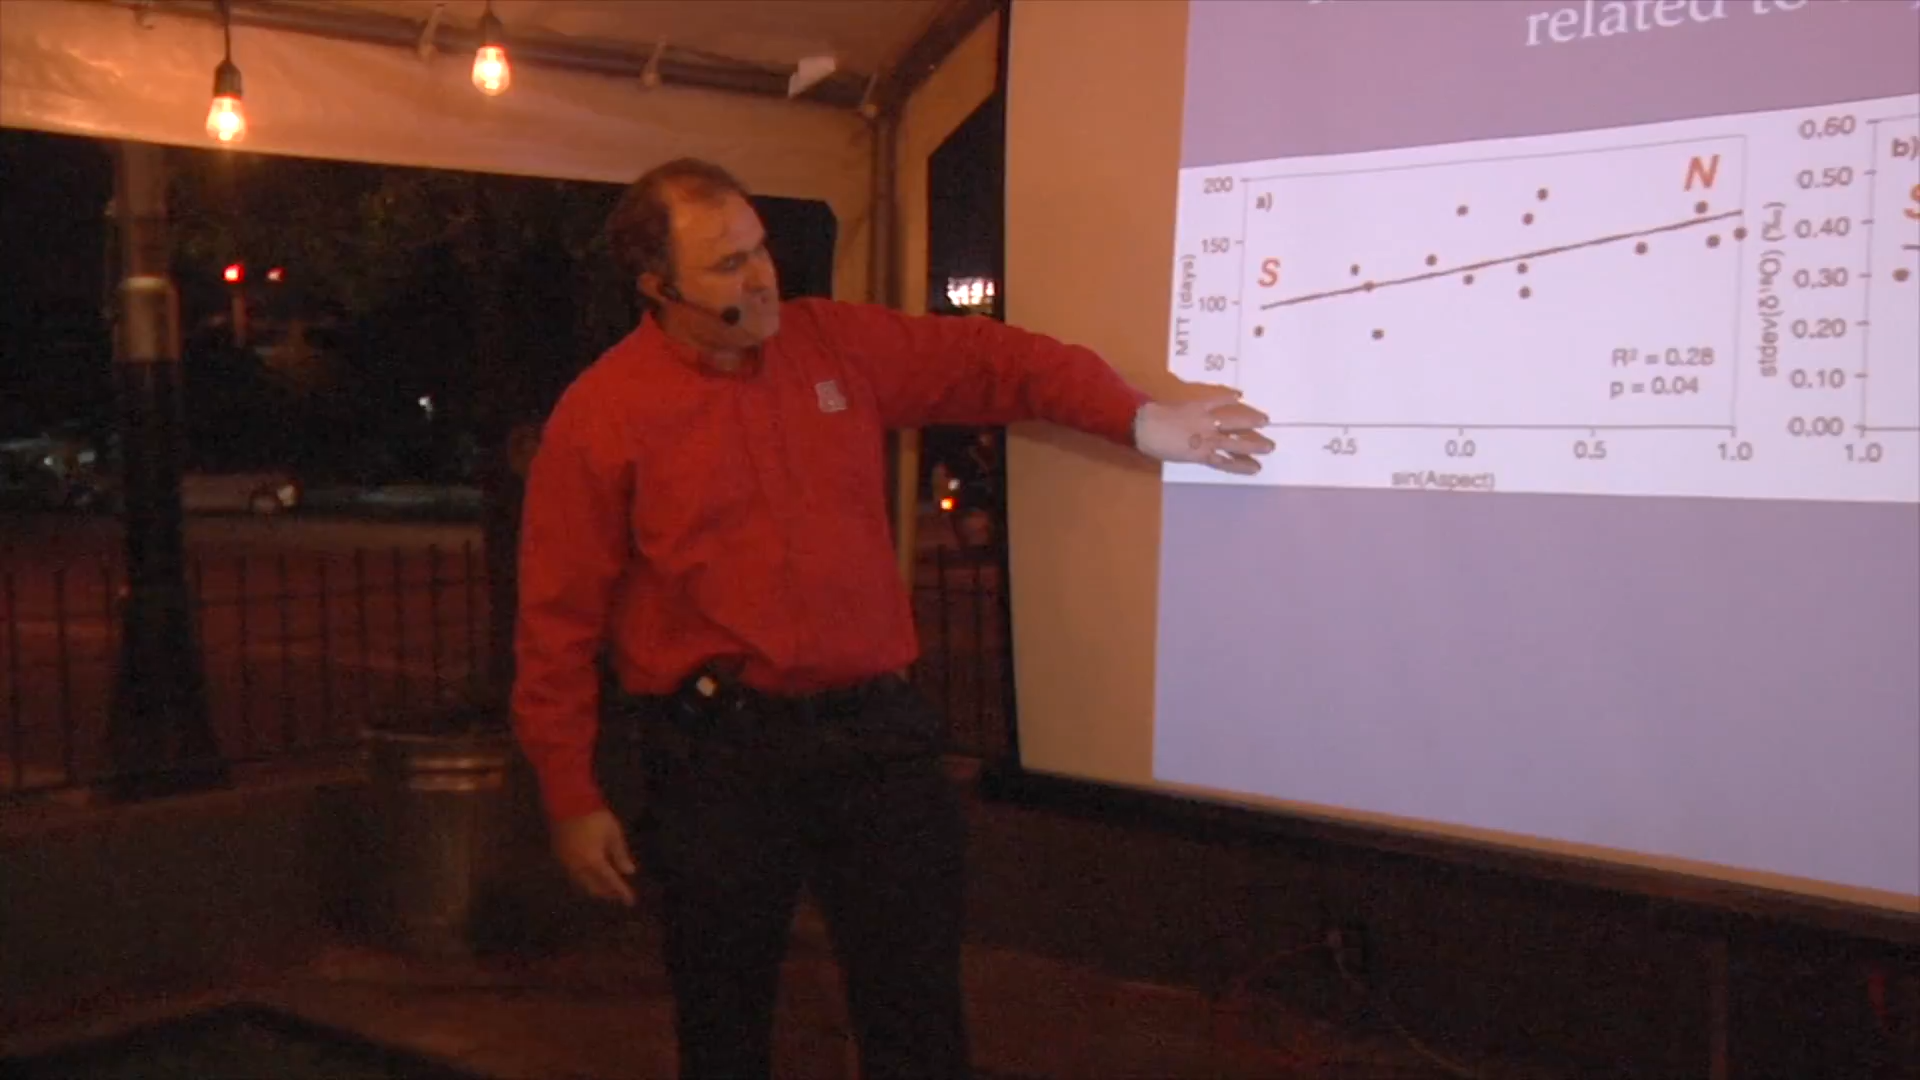 related to
a)
S
N
200
150
100
50
MTT (days)
R² = 0.28
p = 0.04
-0.5 0.0 0.5 1.0
sin(Aspect)
b)
S
0.60
0.50
0.40
0.30
0.20
0.10
0.00
stdev(δ¹⁸O) (‰)
1.0